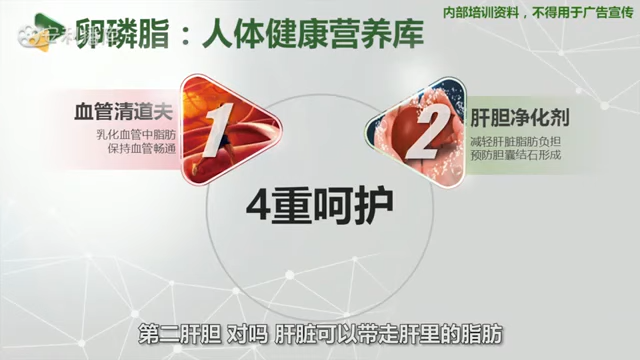 内部培训资料，不得用于广告宣传
卵磷脂：人体健康营养库
血管清道夫
乳化血管中脂肪
保持血管畅通
1
2
肝胆净化剂
减轻肝脏脂肪负担
预防胆囊结石形成
4重呵护
第二肝胆 对吗 肝脏可以带走肝里的脂肪